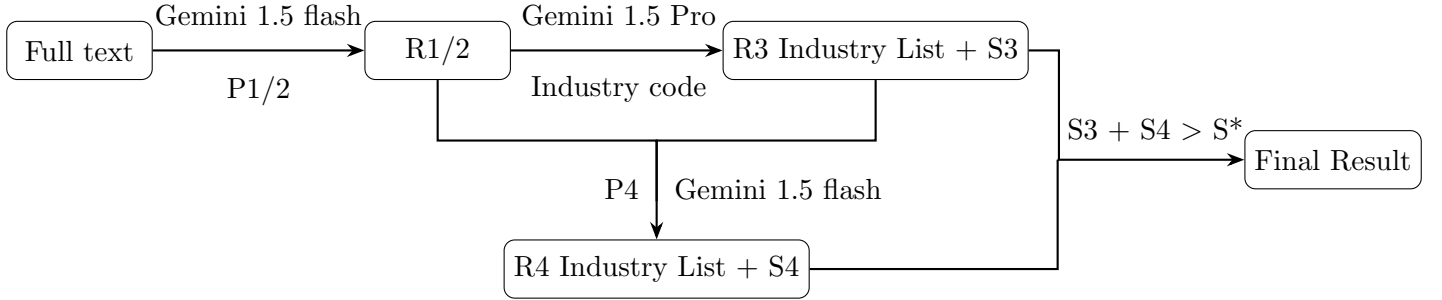 Gemini 1.5 flash
Gemini 1.5 Pro
Full text
R1/2
R3 Industry List + S3
P1/2
Industry code
S3 + S4 > S*
Final Result
P4
Gemini 1.5 flash
R4 Industry List + S4